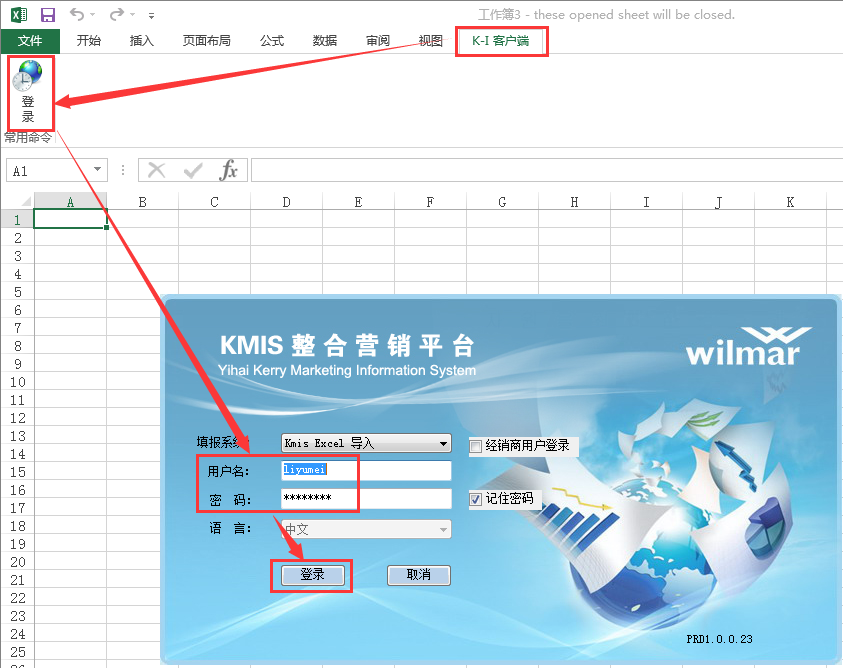 工作簿3 - these opened sheet will be closed.
文件 开始 插入 页面布局 公式 数据 审阅 视图 K-I 客户端
登
录
常用命令
A1 fx
A B C D E F G H I J K
1
2
3
4
5
6
7
8
9
10
11
12
13
14
15
16
17
18
19
20
21
22
23
24
25
KMIS 整合营销平台
Yihai Kerry Marketing Information System
wilmar
填报系统: Kmis Excel 导入 经销商用户登录
用户名: liyumei
密 码: ******** 记住密码
语 言: 中文
登录 取消
PRD1.0.0.23